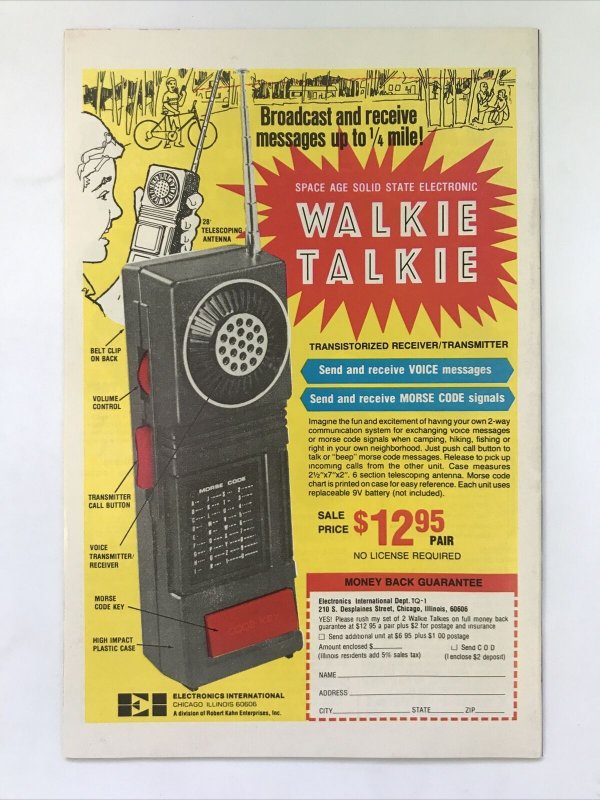 Broadcast and receive
messages up to 1/4 mile!
SPACE AGE SOLID STATE ELECTRONIC
WALKIE
TALKIE
28"
TELESCOPING
ANTENNA
BELT CLIP
ON BACK
VOLUME
CONTROL
TRANSMITTER
CALL BUTTON
VOICE
TRANSMITTER/
RECEIVER
MORSE
CODE KEY
HIGH IMPACT
PLASTIC CASE
MORSE CODE
CODE KEY
TRANSISTORIZED RECEIVER/TRANSMITTER
Send and receive VOICE messages
Send and receive MORSE CODE signals
Imagine the fun and excitement of having your own 2-way
communication system for exchanging voice messages
or morse code signals when camping, hiking, fishing or
right in your own neighborhood. Just push call button to
talk or "beep" morse code messages. Release to pick up
incoming calls from the other unit. Case measures
2½"x7"x2". 6 section telescoping antenna. Morse code
chart is printed on case for easy reference. Each unit uses
replaceable 9V battery (not included).
SALE
PRICE $1295
PAIR
NO LICENSE REQUIRED
MONEY BACK GUARANTEE
Electronics International Dept. TQ-1
210 S. Desplaines Street, Chicago, Illinois, 60606
YES! Please rush my set of 2 Walkie Talkies on full money back
guarantee at $12 95 a pair plus $2 for postage and insurance
Send additional unit at $6 95 plus $1 00 postage
Amount enclosed $
Send C O D
(Illinois residents add 5% sales tax)
(I enclose $2 deposit)
NAME
ADDRESS
CITY STATE ZIP
EI
ELECTRONICS INTERNATIONAL
CHICAGO ILLINOIS 60606
A division of Robert Kahn Enterprises, Inc.